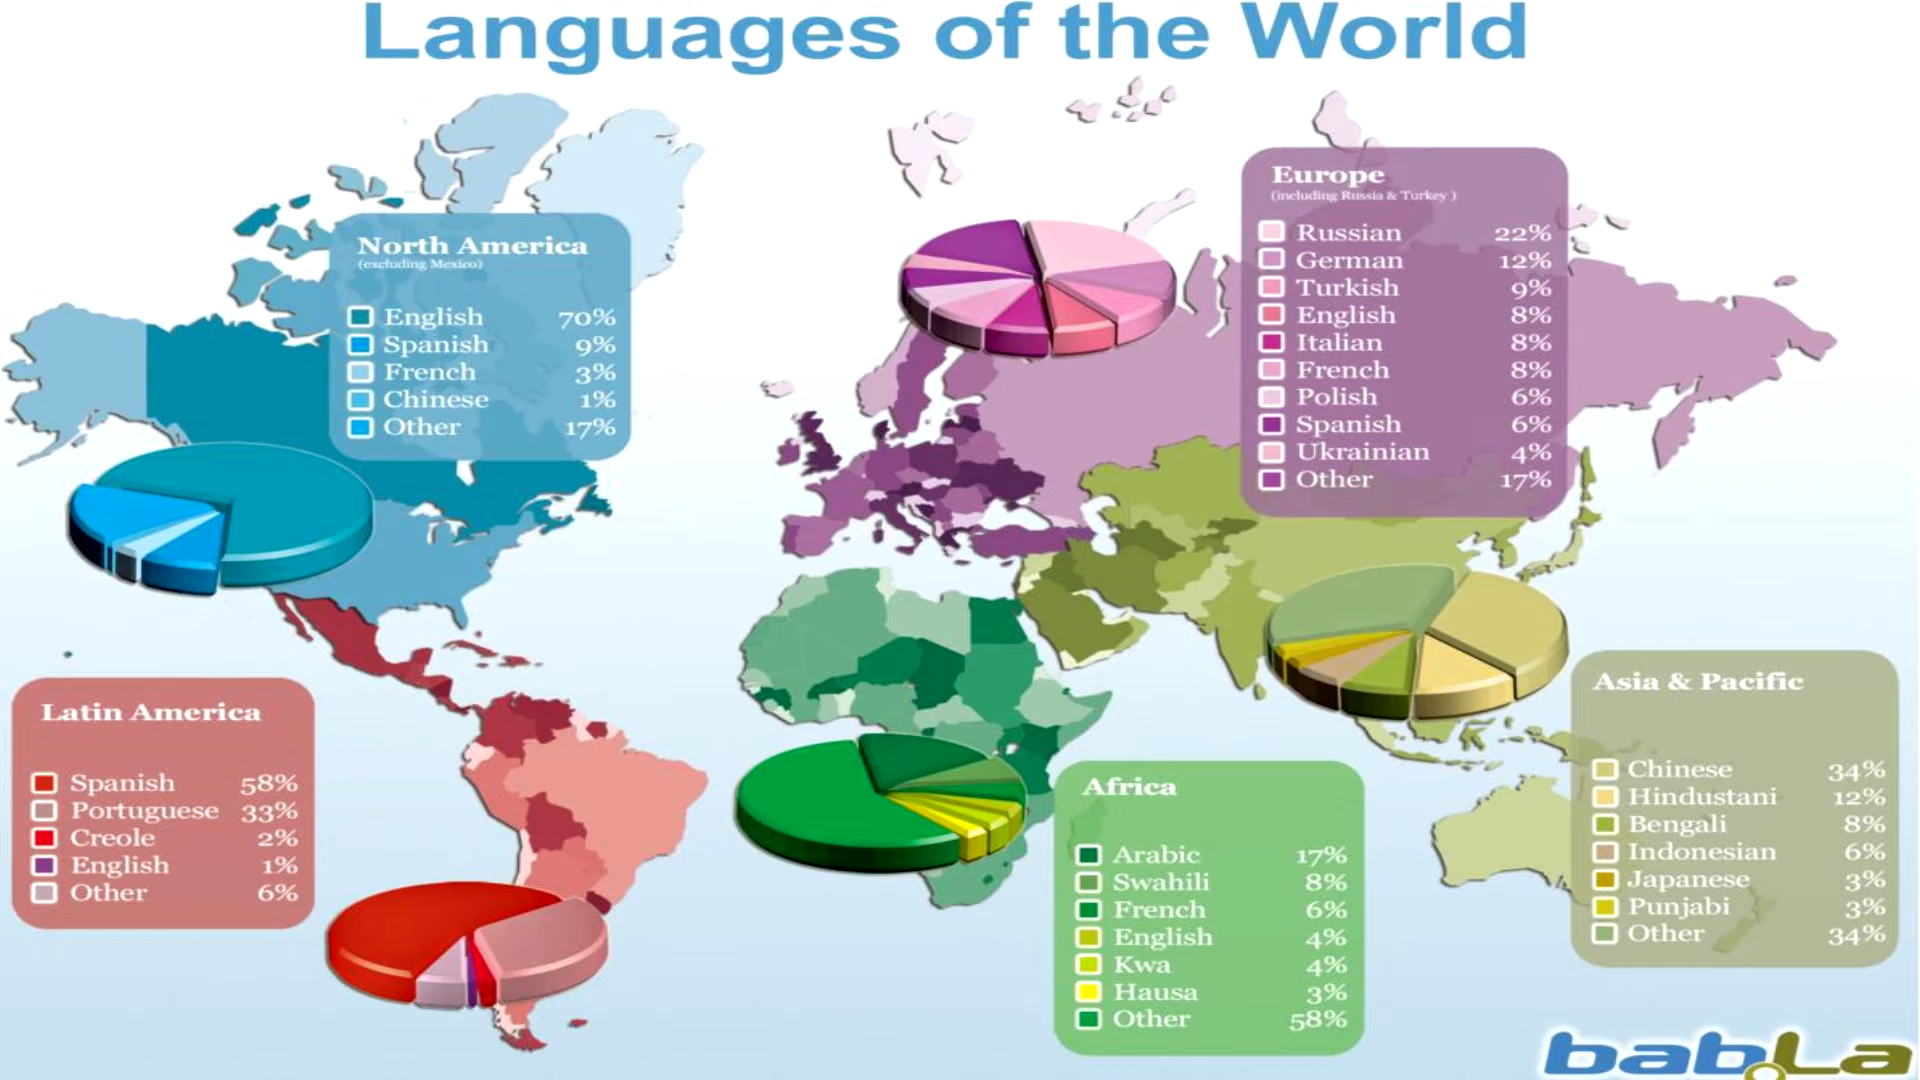 Languages of the World
North America
(excluding Mexico)
English 70%
Spanish 9%
French 3%
Chinese 1%
Other 17%
Europe
(including Russia & Turkey )
Russian 22%
German 12%
Turkish 9%
English 8%
Italian 8%
French 8%
Polish 6%
Spanish 6%
Ukrainian 4%
Other 17%
Latin America
Spanish 58%
Portuguese 33%
Creole 2%
English 1%
Other 6%
Africa
Arabic 17%
Swahili 8%
French 6%
English 4%
Kwa 4%
Hausa 3%
Other 58%
Asia & Pacific
Chinese 34%
Hindustani 12%
Bengali 8%
Indonesian 6%
Japanese 3%
Punjabi 3%
Other 34%
bab.La